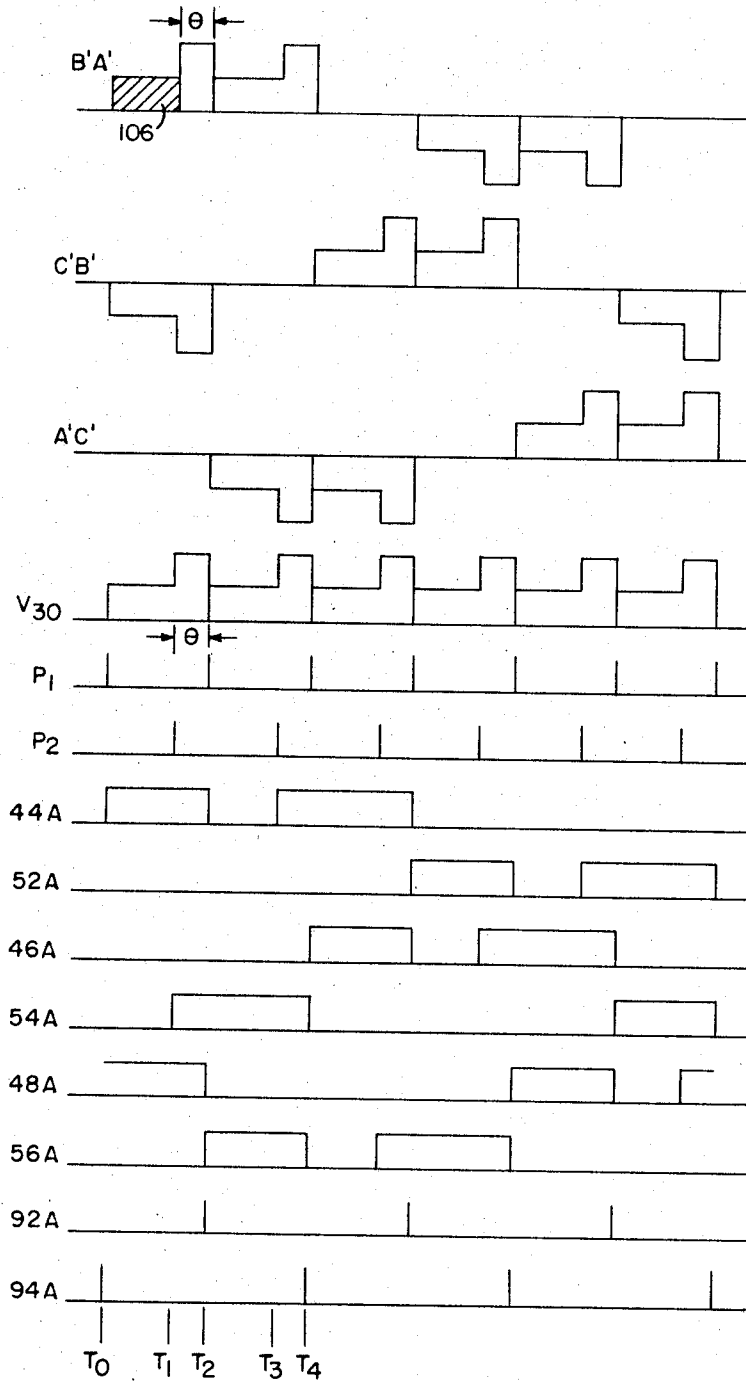 θ
B'A'
106
C'B'
A'C'
V30
θ
P1
P2
44A
52A
46A
54A
48A
56A
92A
94A
T0 T1 T2 T3 T4